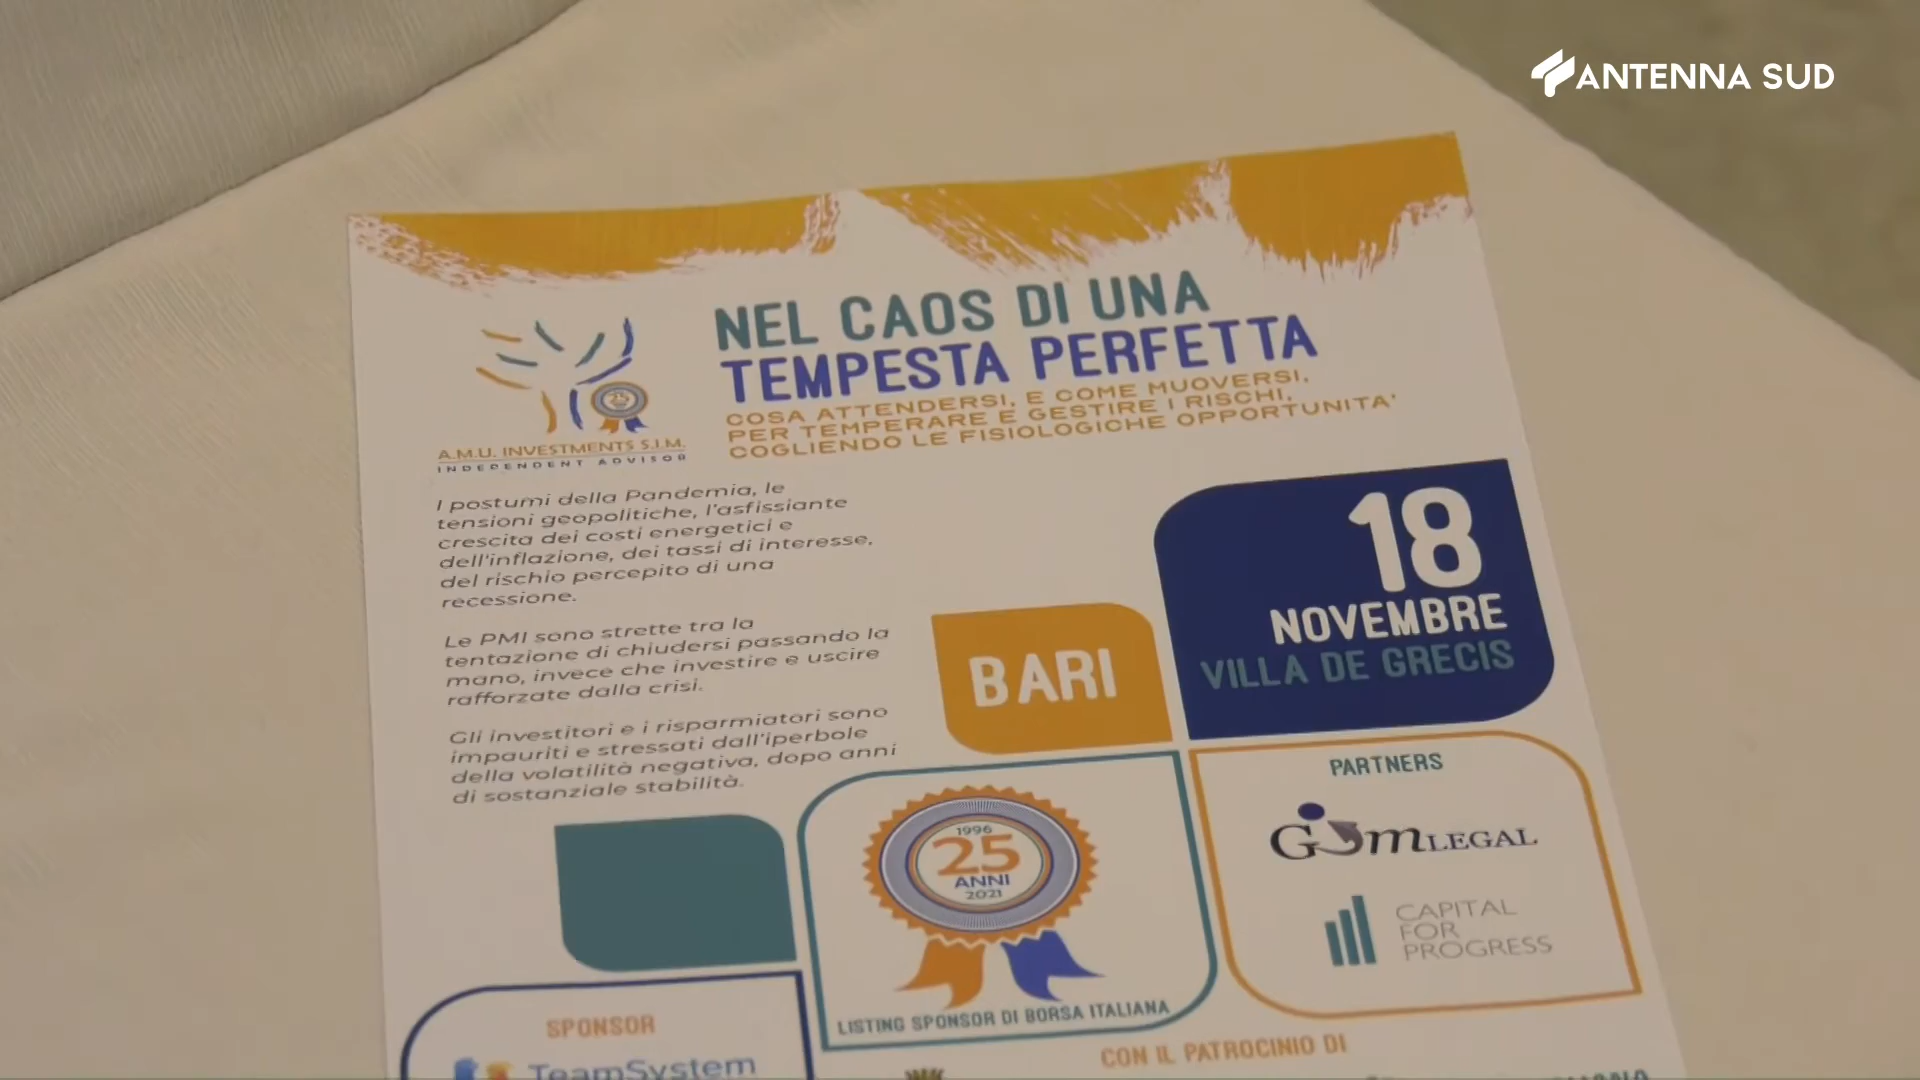 ANTENNA SUD
NEL CAOS DI UNA
TEMPESTA PERFETTA
COSA ATTENDERSI, E COME MUOVERSI,
PER TEMPERARE E GESTIRE I RISCHI,
COGLIENDO LE FISIOLOGICHE OPPORTUNITA'
25
A.M.U. INVESTMENTS S.I.M.
INDEPENDENT ADVISOR
I postumi della Pandemia, le
tensioni geopolitiche, l'asfissiante
crescita dei costi energetici e
dell'inflazione, dei tassi di interesse,
del rischio percepito di una
recessione.
Le PMI sono strette tra la
tentazione di chiudersi passando la
mano, invece che investire e uscire
rafforzate dalla crisi.
Gli investitori e i risparmiatori sono
impauriti e stressati dall'iperbole
della volatilità negativa, dopo anni
di sostanziale stabilità.
18
NOVEMBRE
VILLA DE GRECIS
BARI
1996
25
ANNI
2021
LISTING SPONSOR DI BORSA ITALIANA
PARTNERS
GIM LEGAL
CAPITAL
FOR
PROGRESS
SPONSOR
TeamSystem
CON IL PATROCINIO DI